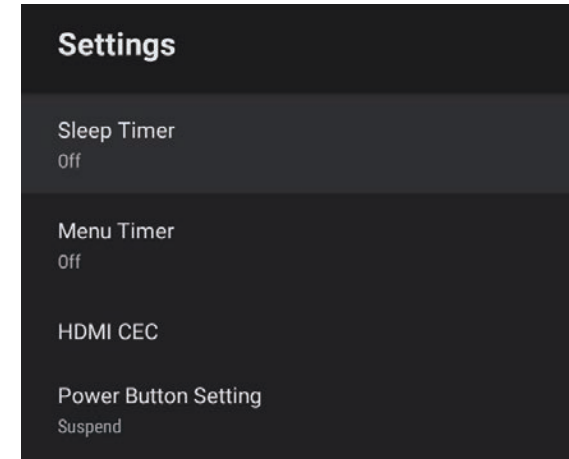 Settings
Sleep Timer
Off
Menu Timer
Off
HDMI CEC
Power Button Setting
Suspend